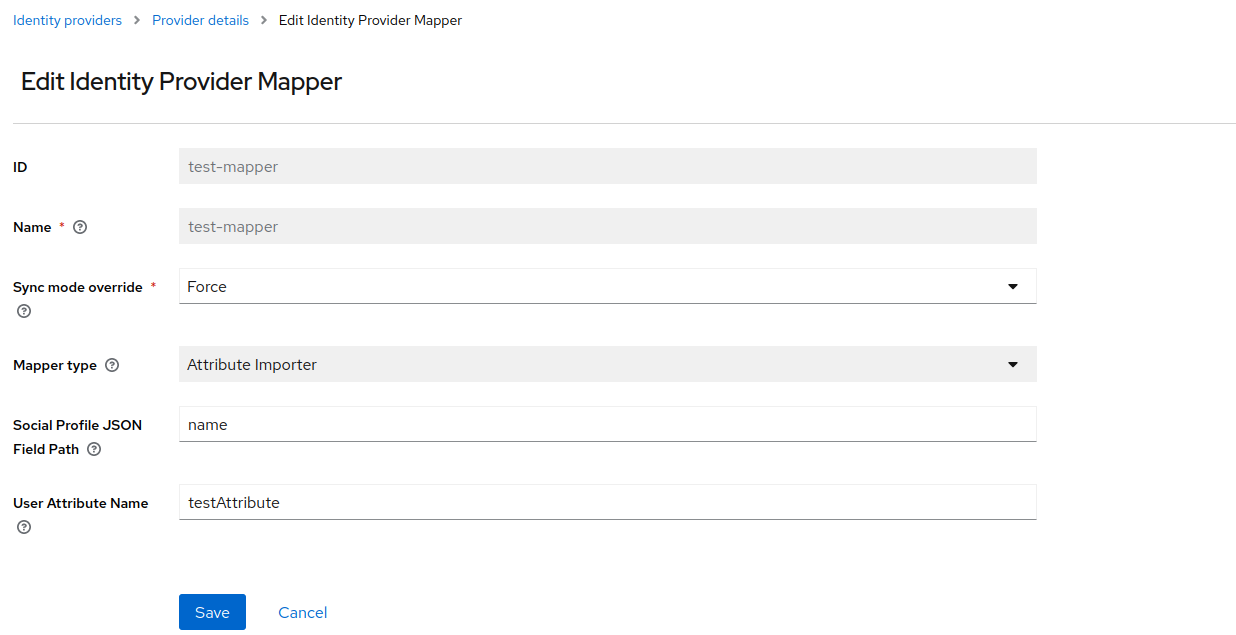 Identity providers > Provider details > Edit Identity Provider Mapper
Edit Identity Provider Mapper
ID
test-mapper
Name *
test-mapper
Sync mode override *
Force
Mapper type
Attribute Importer
Social Profile JSON
Field Path
name
User Attribute Name
testAttribute
Save Cancel